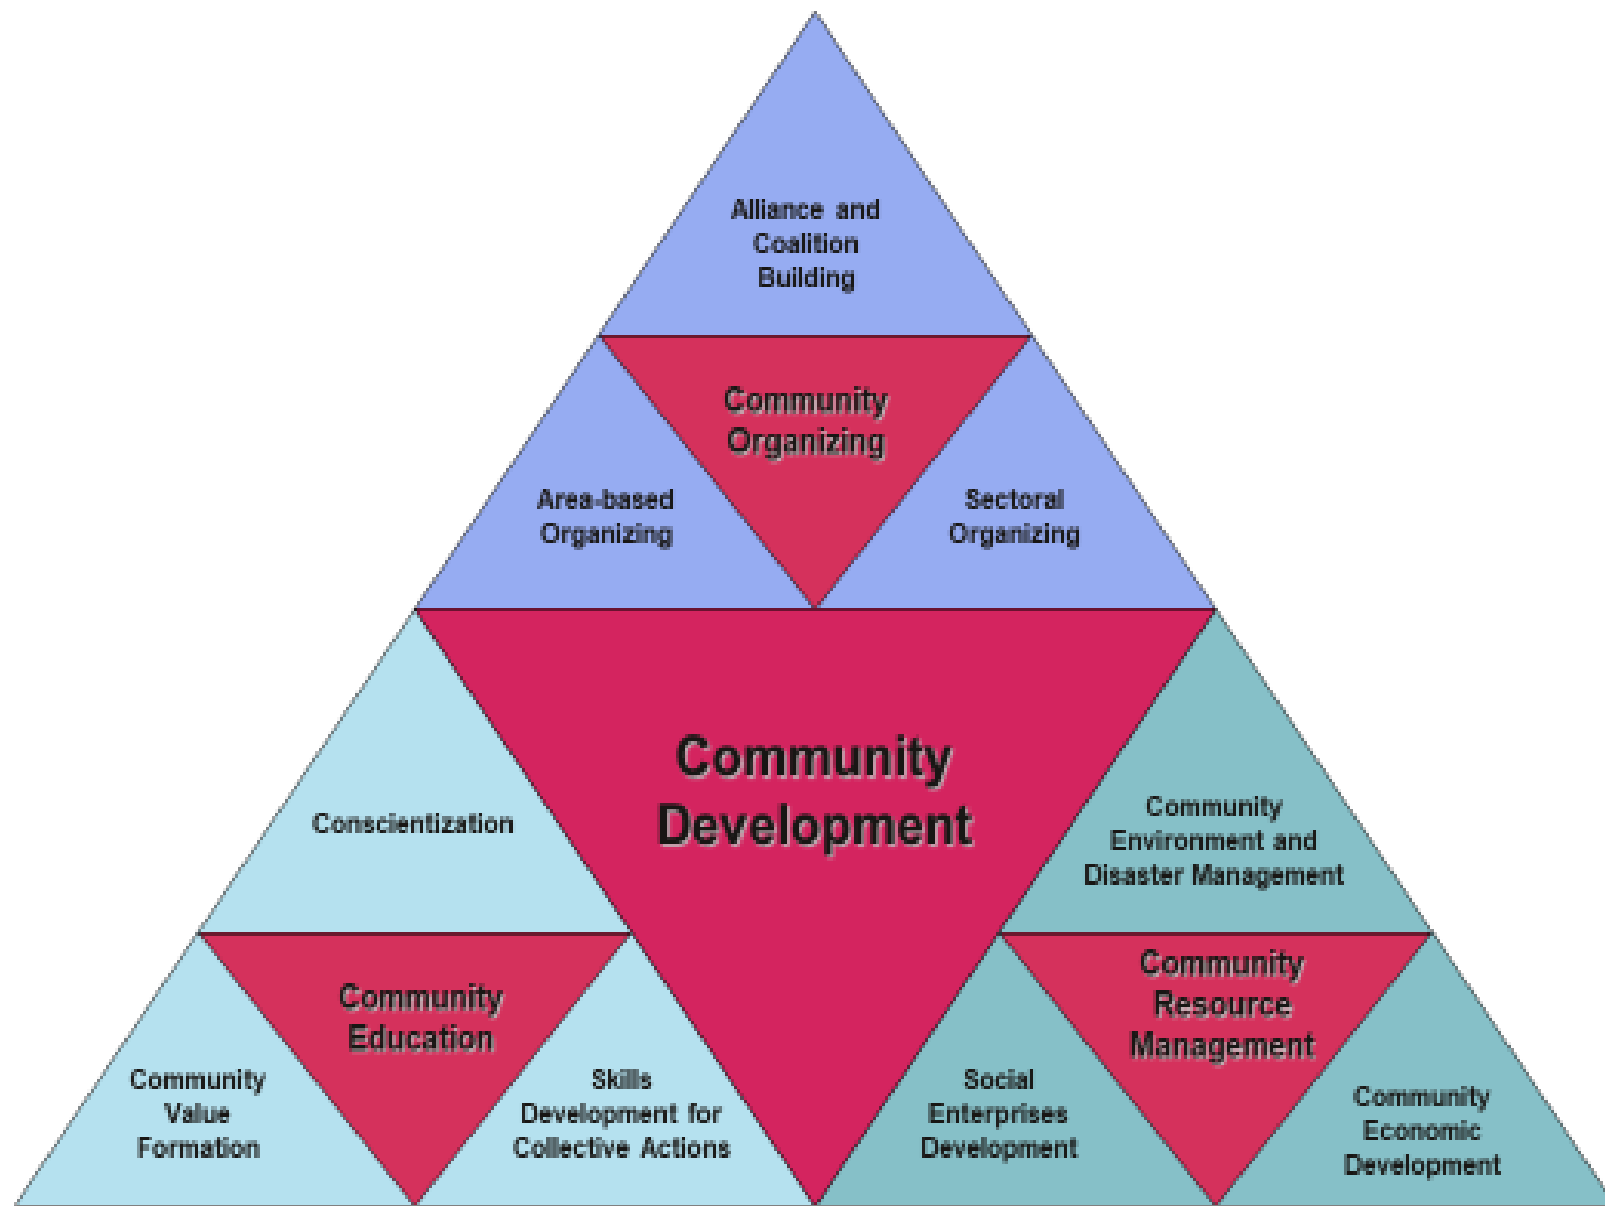 Alliance and
Coalition
Building
Community
Organizing
Area-based
Organizing
Sectoral
Organizing
Community
Development
Conscientization
Community
Environment and
Disaster Management
Community
Education
Community
Resource
Management
Community
Value
Formation
Skills
Development for
Collective Actions
Social
Enterprises
Development
Community
Economic
Development